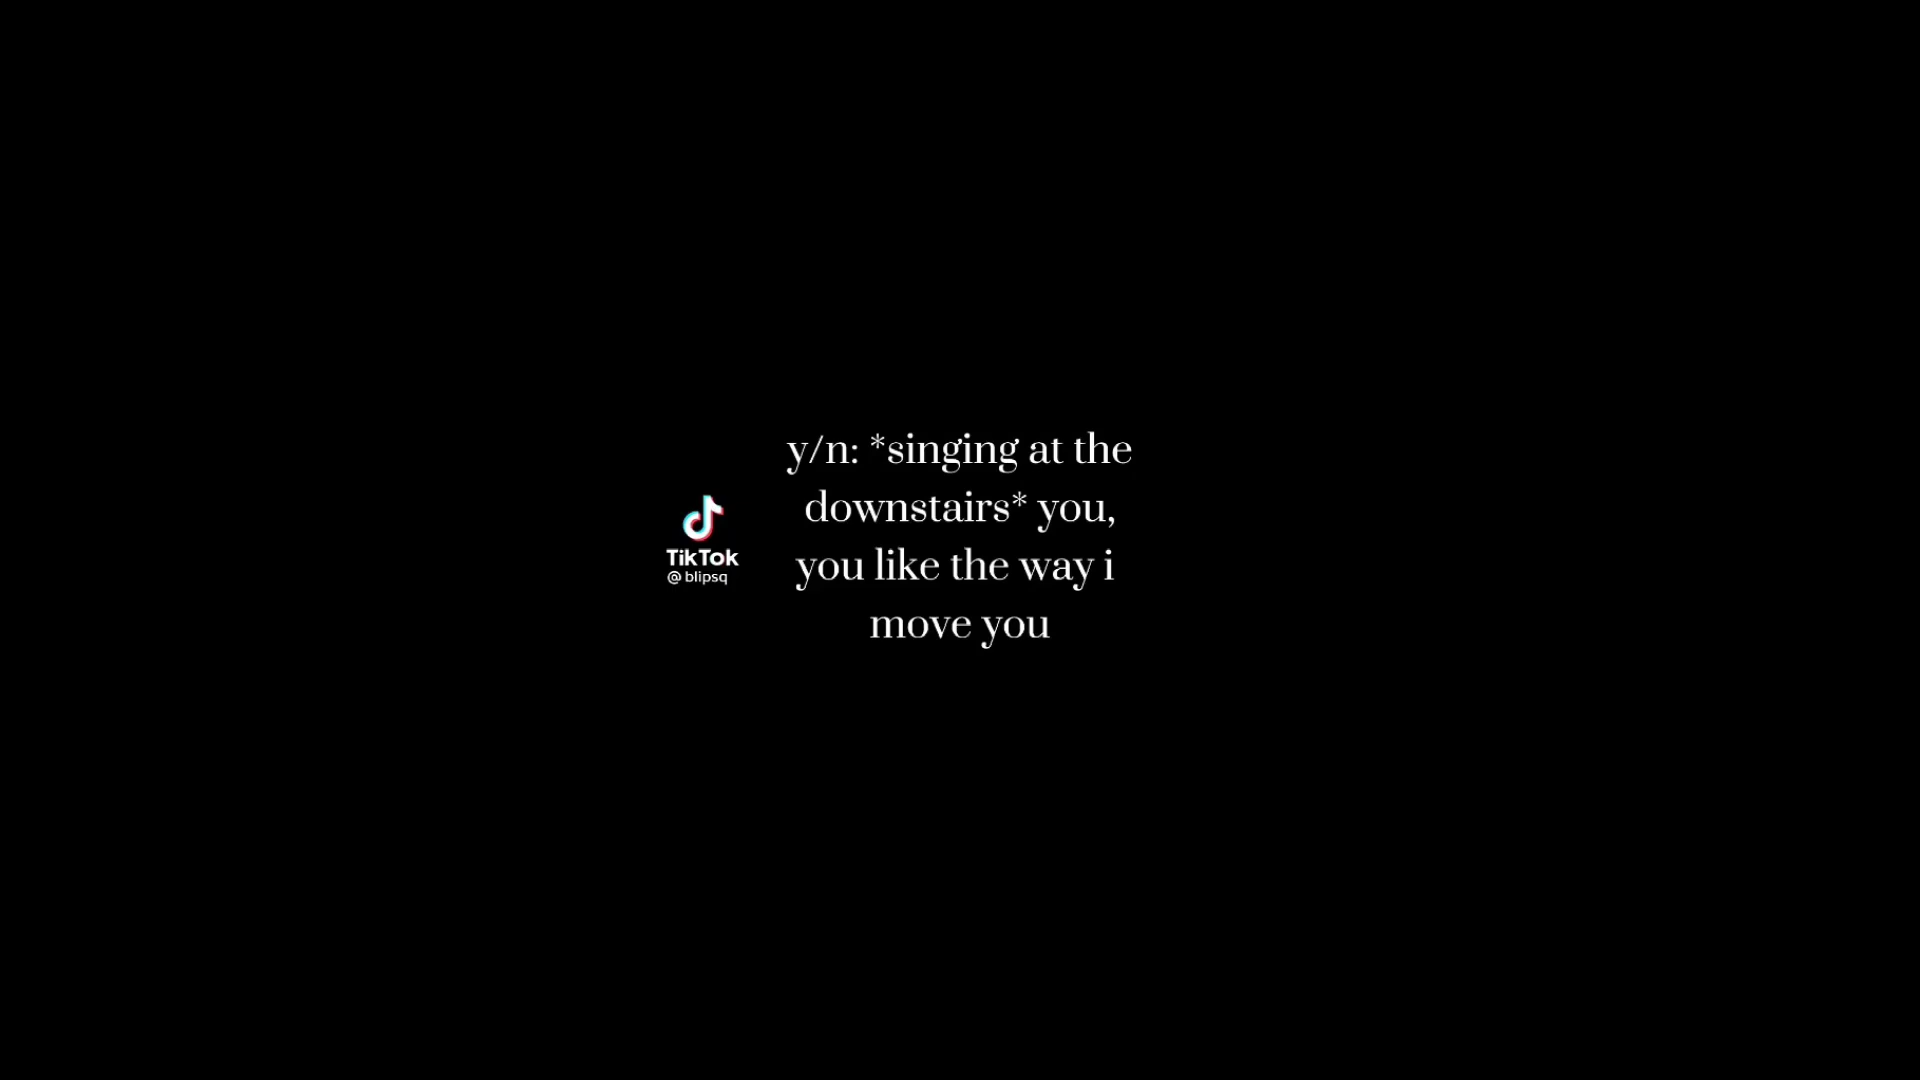 y/n: *singing at the
downstairs* you,
you like the way i
move you
TikTok
@ blipsq